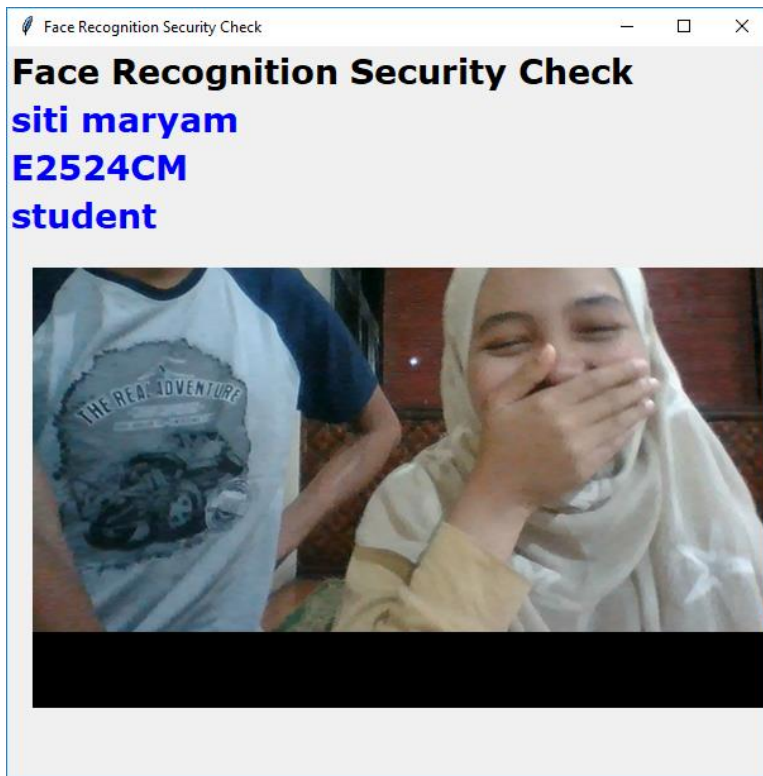 Face Recognition Security Check
Face Recognition Security Check
siti maryam
E2524CM
student
THE REAL ADVENTURE